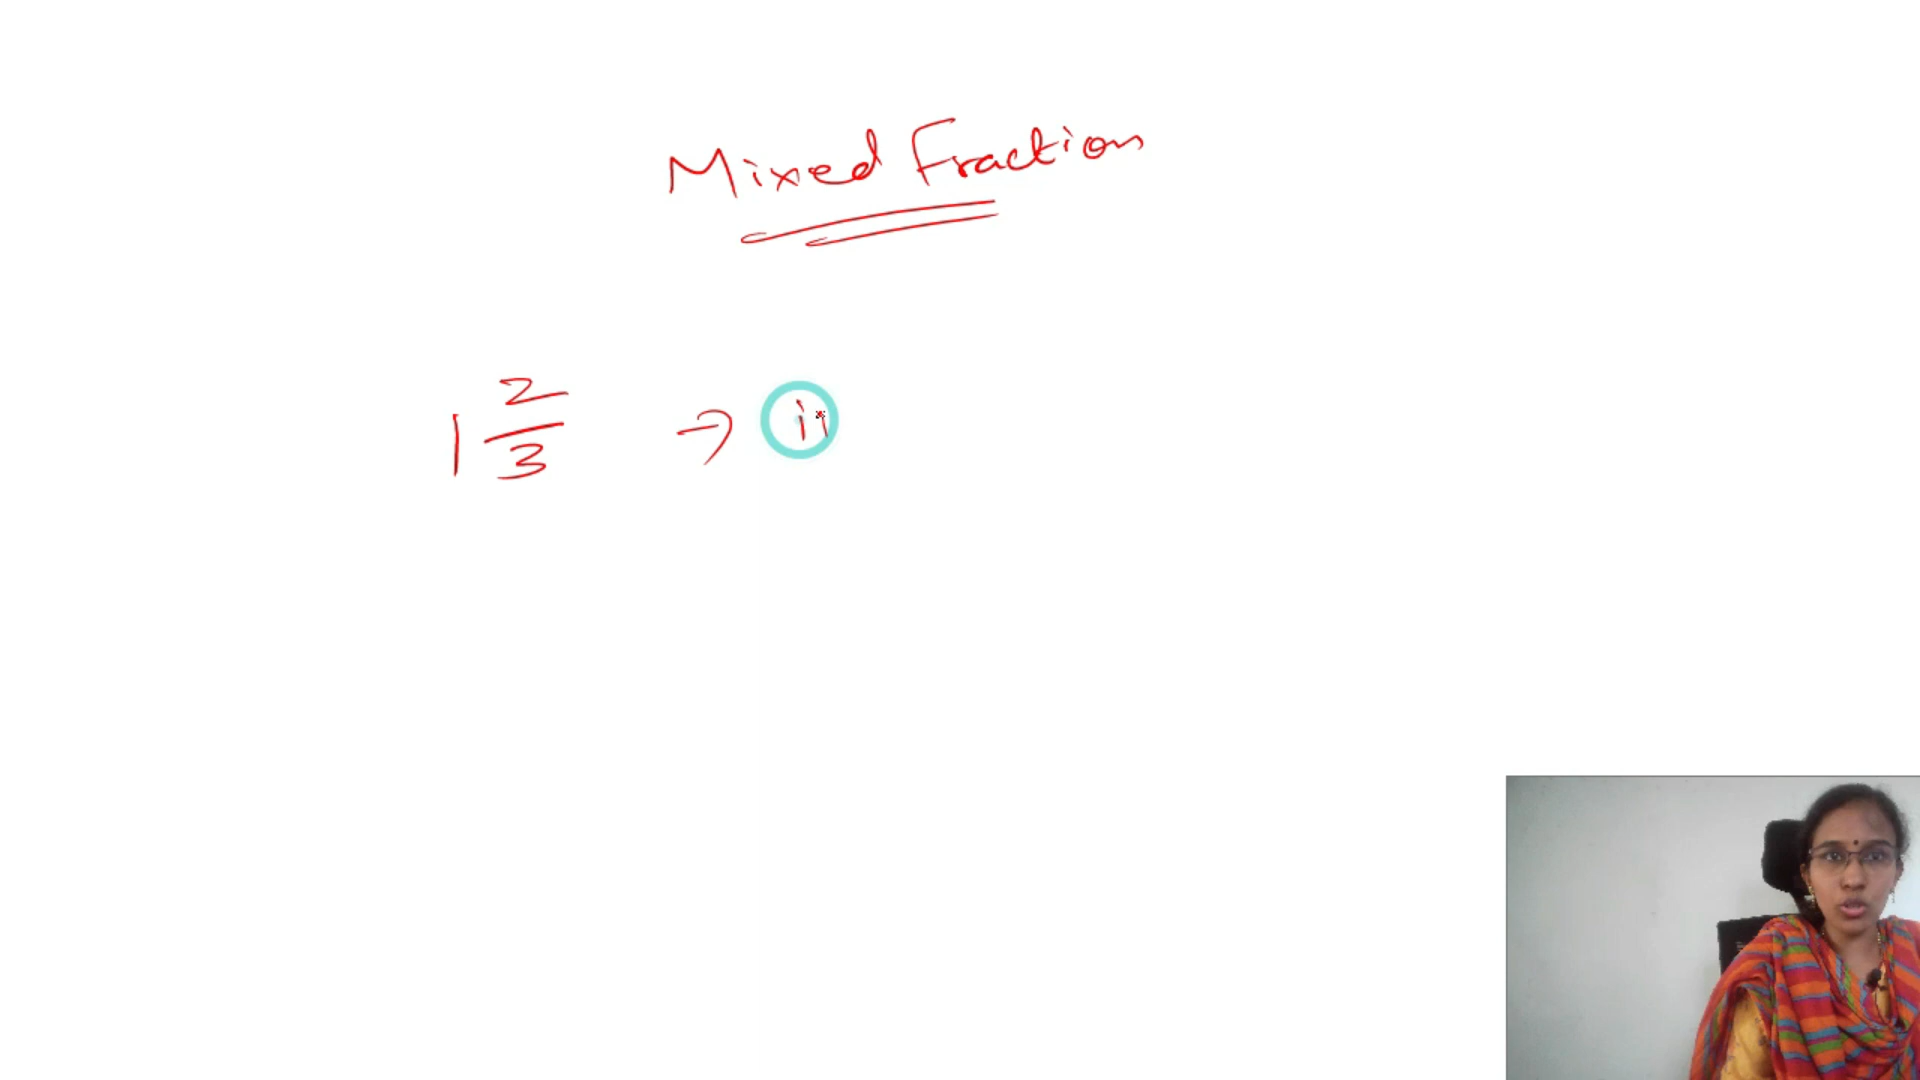 Mixed Fraction
1 2/3 → i